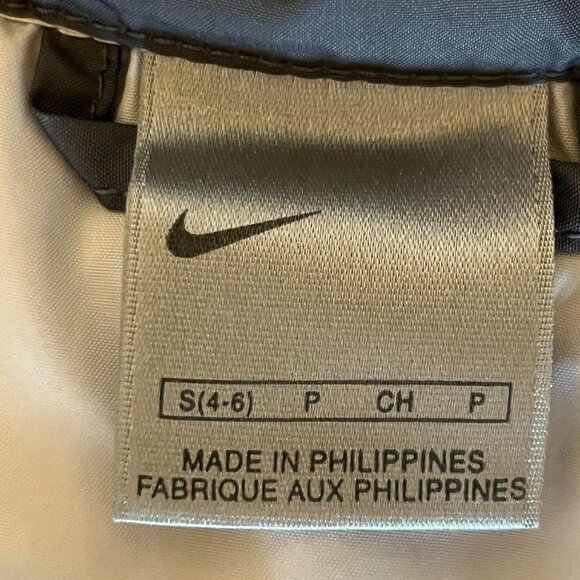 S(4-6) P CH P
MADE IN PHILIPPINES
FABRIQUE AUX PHILIPPINES